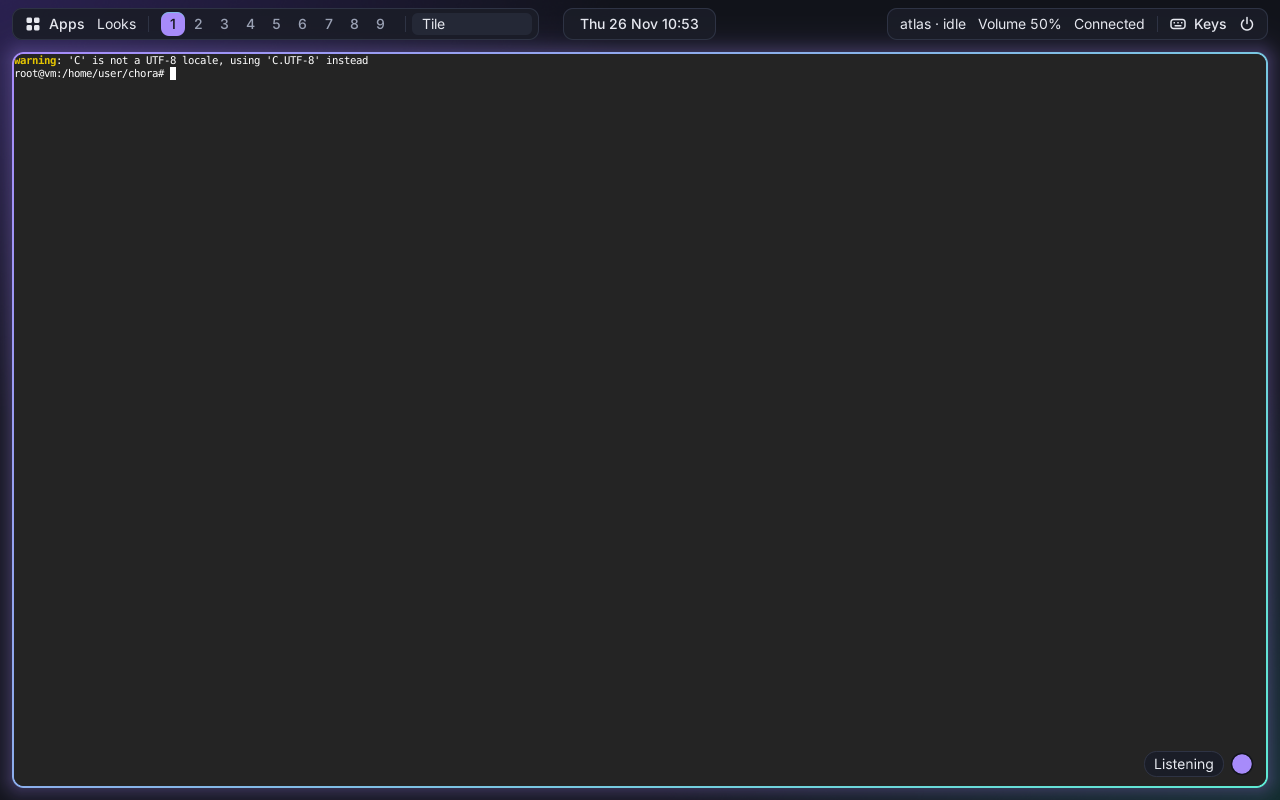 Apps Looks 1 2 3 4 5 6 7 8 9 Tile Thu 26 Nov 10:53 atlas · idle Volume 50% Connected Keys
warning: 'C' is not a UTF-8 locale, using 'C.UTF-8' instead
root@vm:/home/user/chora#
Listening